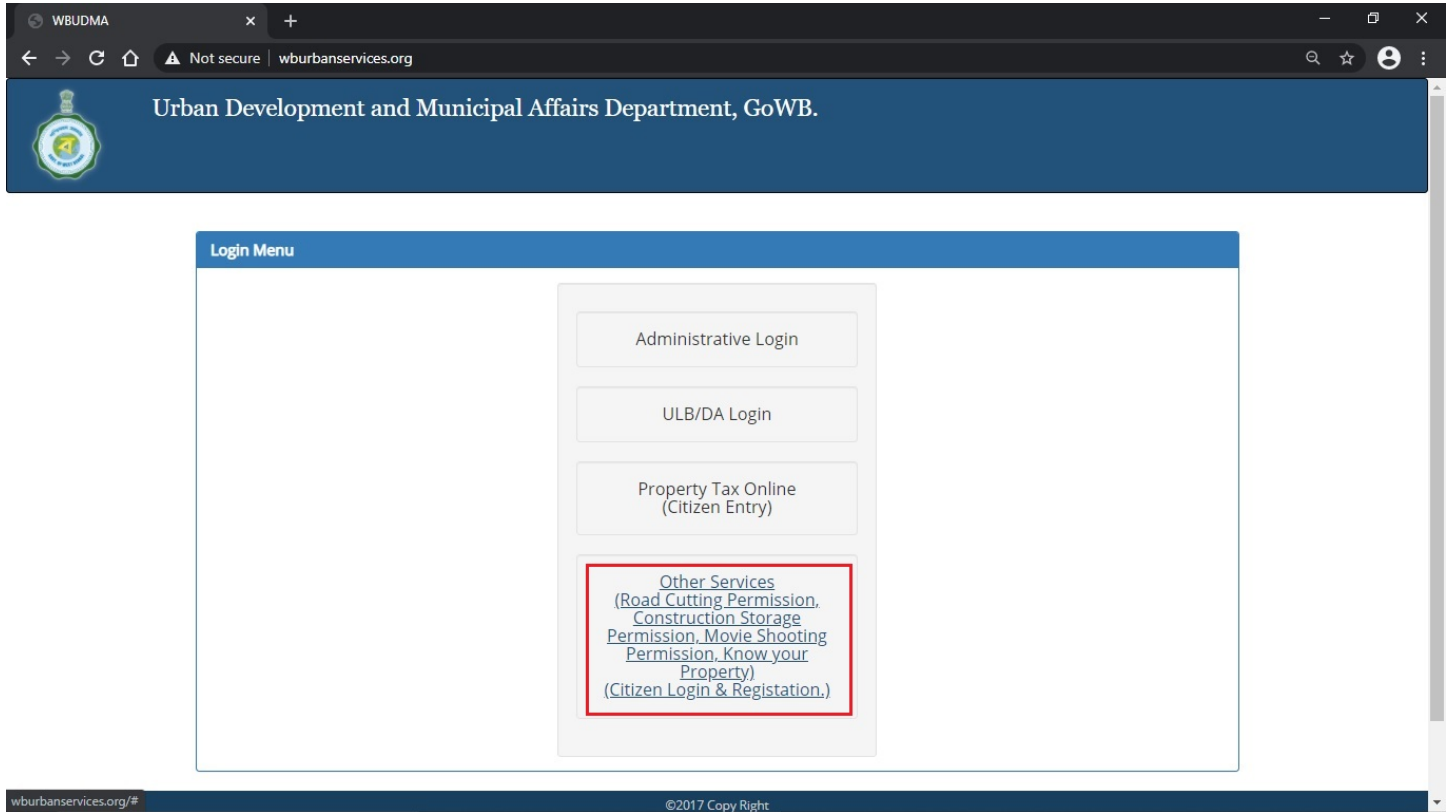 WBUDMA
Not secure | wburbanservices.org
Urban Development and Municipal Affairs Department, GoWB.
Login Menu
Administrative Login
ULB/DA Login
Property Tax Online
(Citizen Entry)
Other Services
(Road Cutting Permission,
Construction Storage
Permission, Movie Shooting
Permission, Know your
Property)
(Citizen Login & Registation.)
wburbanservices.org/#
©2017 Copy Right